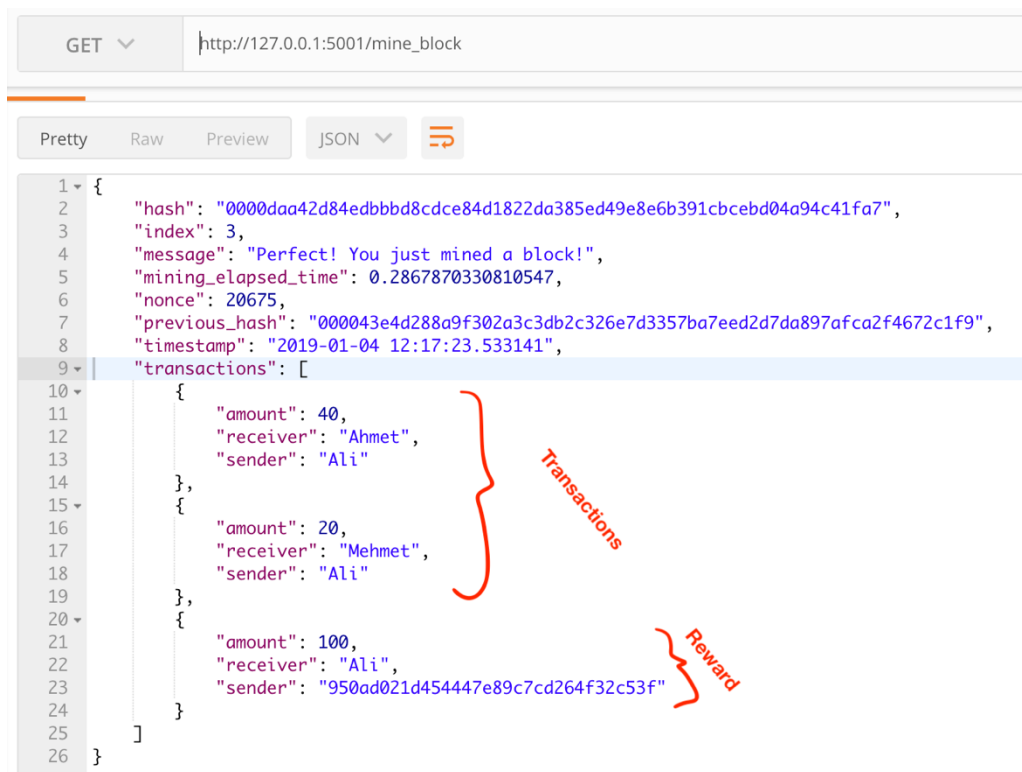 GET http://127.0.0.1:5001/mine_block
Pretty Raw Preview JSON
1 {
2 "hash": "0000daa42d84edbbbd8cdce84d1822da385ed49e8e6b391cbcebd04a94c41fa7",
3 "index": 3,
4 "message": "Perfect! You just mined a block!",
5 "mining_elapsed_time": 0.2867870330810547,
6 "nonce": 20675,
7 "previous_hash": "000043e4d288a9f302a3c3db2c326e7d3357ba7eed2d7da897afca2f4672c1f9",
8 "timestamp": "2019-01-04 12:17:23.533141",
9 "transactions": [
10 {
11 "amount": 40,
12 "receiver": "Ahmet",
13 "sender": "Ali"
14 },
15 {
16 "amount": 20,
17 "receiver": "Mehmet",
18 "sender": "Ali"
19 },
20 {
21 "amount": 100,
22 "receiver": "Ali",
23 "sender": "950ad021d454447e89c7cd264f32c53f"
24 }
25 ]
26 }
Transactions
Reward